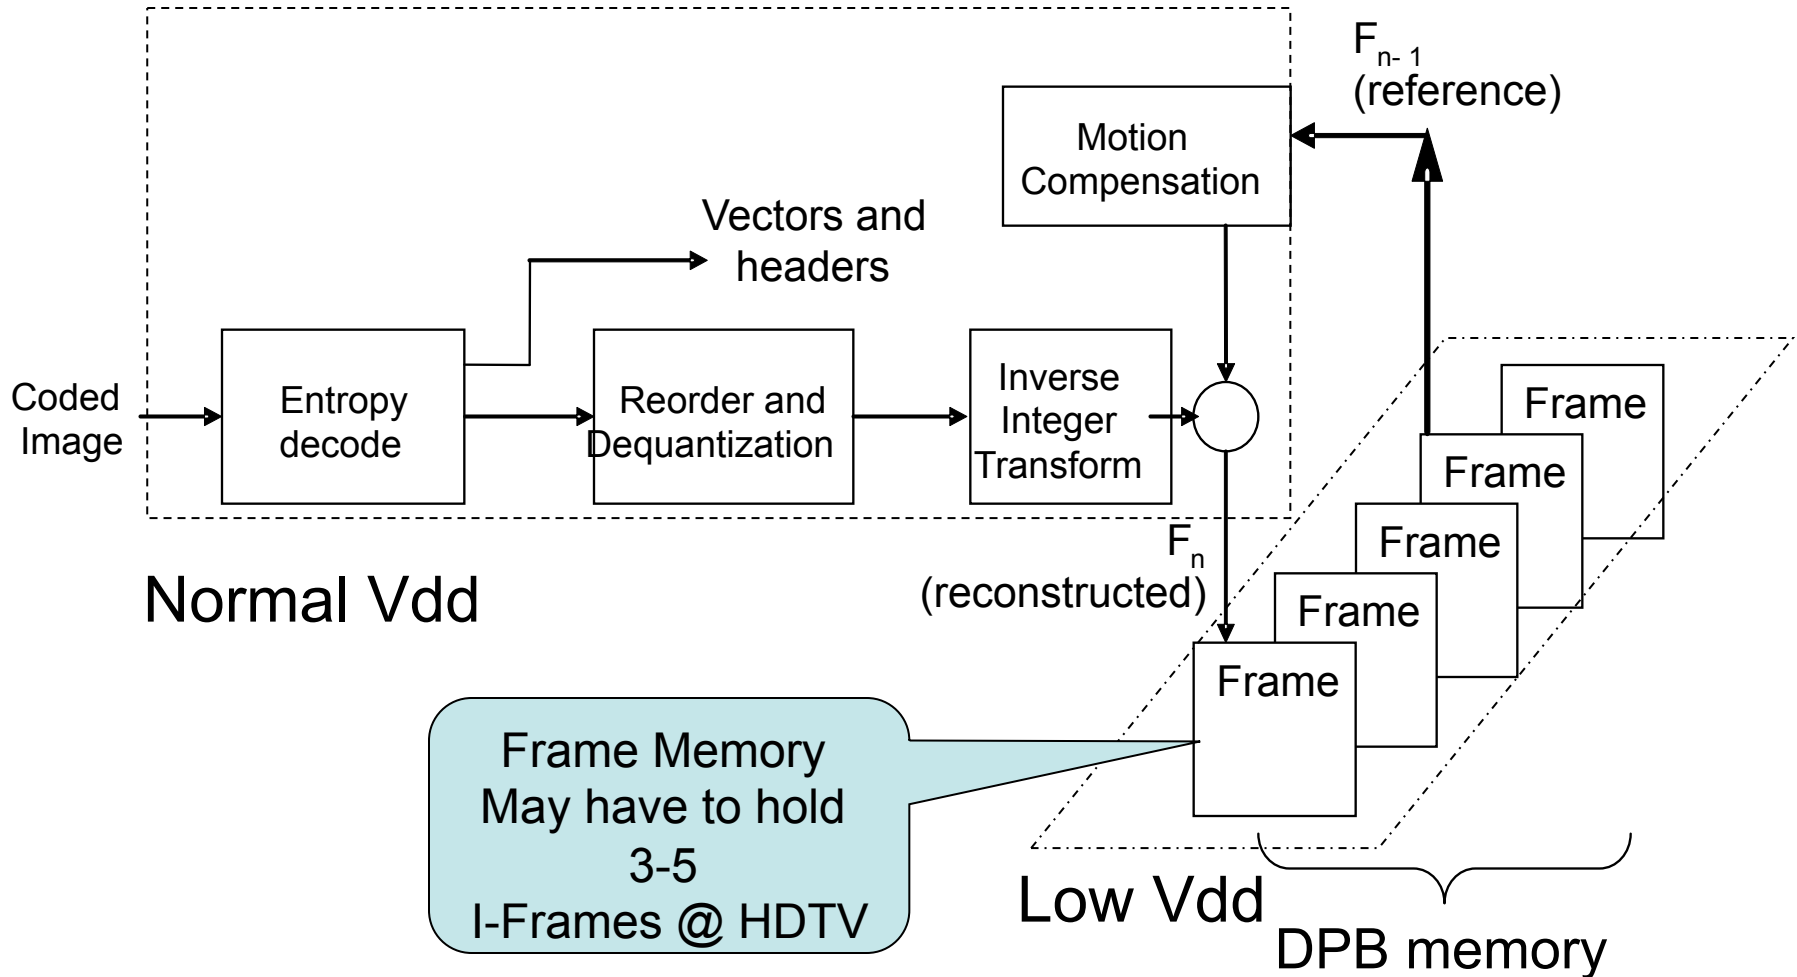 F n- 1
(reference)
Motion
Compensation
Vectors and
headers
Coded
Image
Entropy
decode
Reorder and
Dequantization
Inverse
Integer
Transform
Frame
Frame
Frame
Frame
Frame
F n
(reconstructed)
Normal Vdd
Frame Memory
May have to hold
3-5
I-Frames @ HDTV
Low Vdd
DPB memory